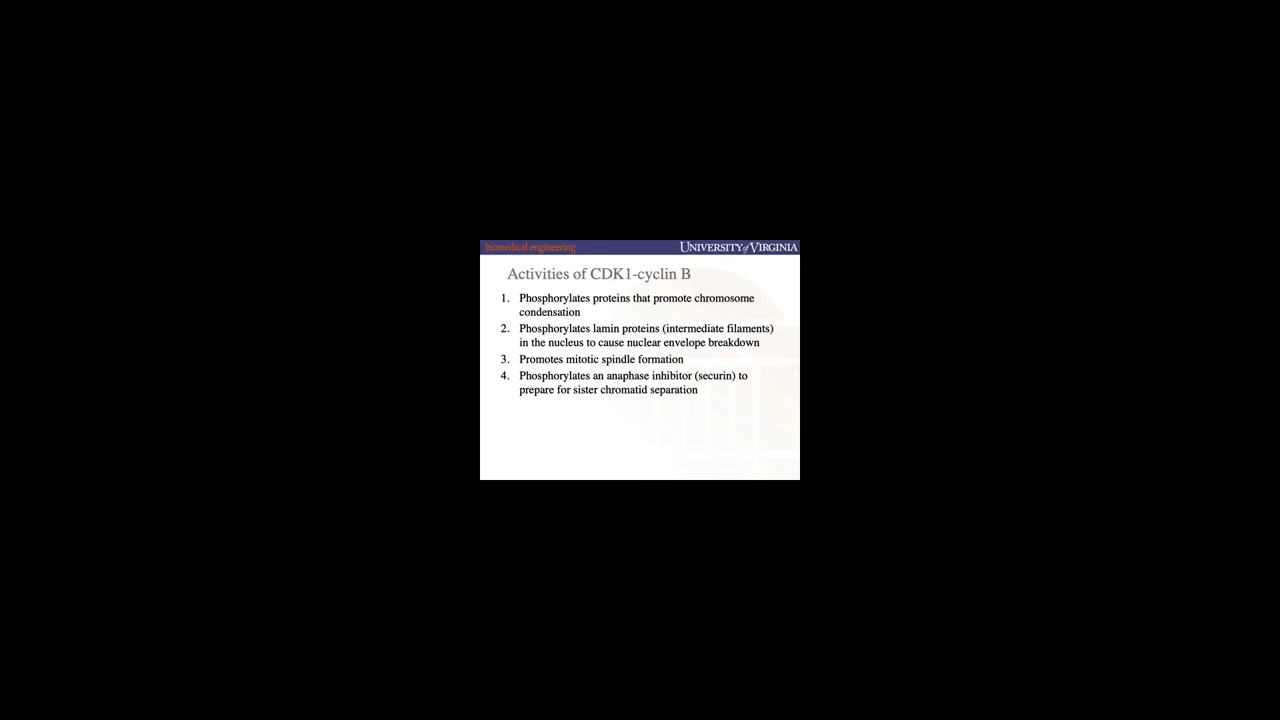 biomedical engineering
UNIVERSITY of VIRGINIA
Activities of CDK1-cyclin B
1. Phosphorylates proteins that promote chromosome
condensation
2. Phosphorylates lamin proteins (intermediate filaments)
in the nucleus to cause nuclear envelope breakdown
3. Promotes mitotic spindle formation
4. Phosphorylates an anaphase inhibitor (securin) to
prepare for sister chromatid separation